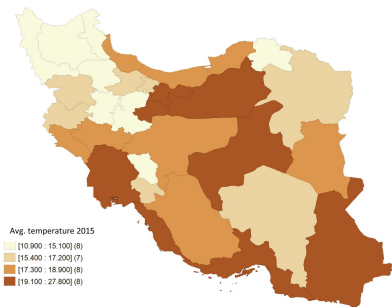 Avg. temperature 2015
[10.900 : 15.100] (8)
[15.400 : 17.200] (7)
[17.300 : 18.900] (8)
[19.100 : 27.800] (8)